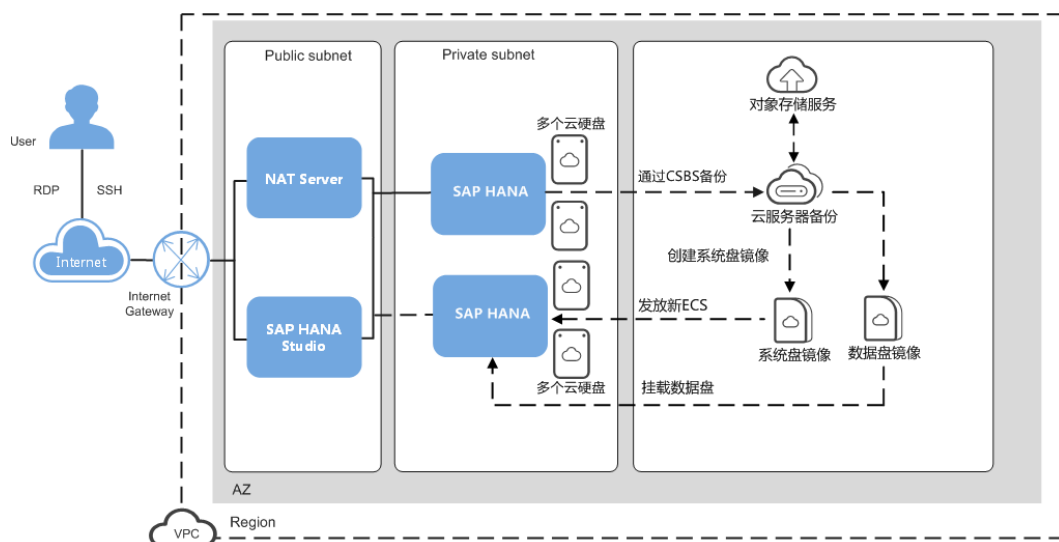 Public subnet
Private subnet
对象存储服务
User
多个云硬盘
NAT Server
SAP HANA
通过CSBS备份
RDP
SSH
云服务器备份
Internet
创建系统盘镜像
Internet
Gateway
SAP HANA
Studio
SAP HANA
发放新ECS
系统盘镜像
数据盘镜像
多个云硬盘
挂载数据盘
AZ
Region
VPC